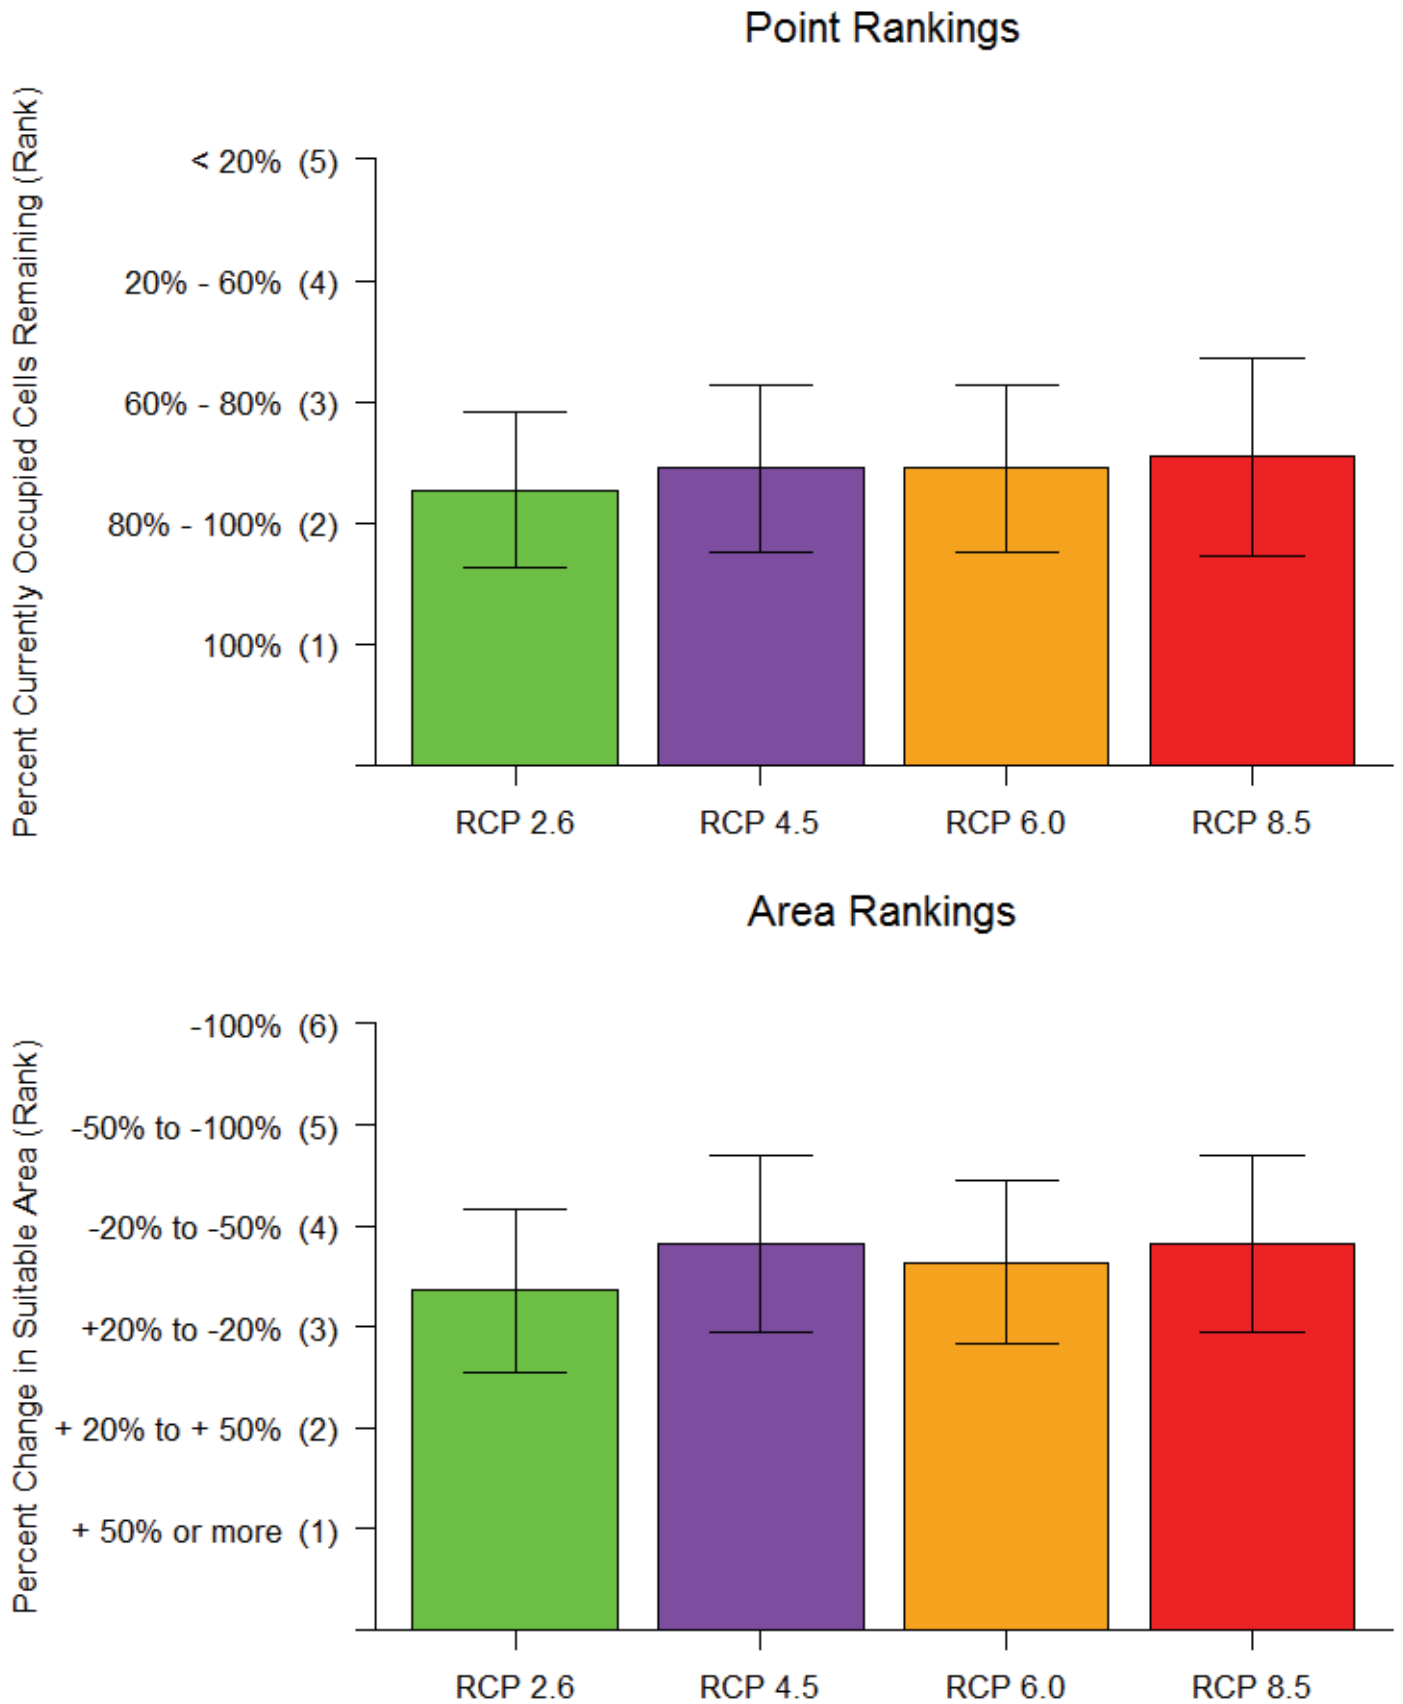 Point Rankings
Percent Currently Occupied Cells Remaining (Rank)
< 20% (5)
20% - 60% (4)
60% - 80% (3)
80% - 100% (2)
100% (1)
RCP 2.6 RCP 4.5 RCP 6.0 RCP 8.5
Area Rankings
Percent Change in Suitable Area (Rank)
-100% (6)
-50% to -100% (5)
-20% to -50% (4)
+20% to -20% (3)
+ 20% to + 50% (2)
+ 50% or more (1)
RCP 2.6 RCP 4.5 RCP 6.0 RCP 8.5